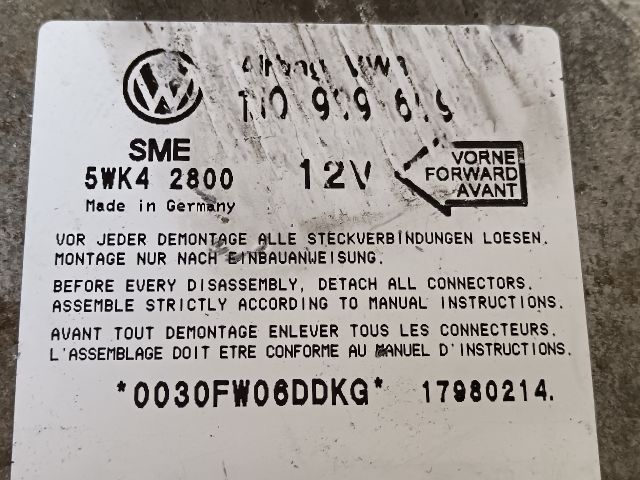 Airbag
SME
5WK4 2800
12V
Made in Germany
VORNE
FORWARD
AVANT
VOR JEDER DEMONTAGE ALLE STECKVERBINDUNGEN LOESEN.
MONTAGE NUR NACH EINBAUANWEISUNG.
BEFORE EVERY DISASSEMBLY, DETACH ALL CONNECTORS.
ASSEMBLE STRICTLY ACCORDING TO MANUAL INSTRUCTIONS.
AVANT TOUT DEMONTAGE ENLEVER TOUS LES CONNECTEURS.
L'ASSEMBLAGE DOIT ETRE CONFORME AU MANUEL D'INSTRUCTIONS.
*0030FW06DDKG* 17980214.